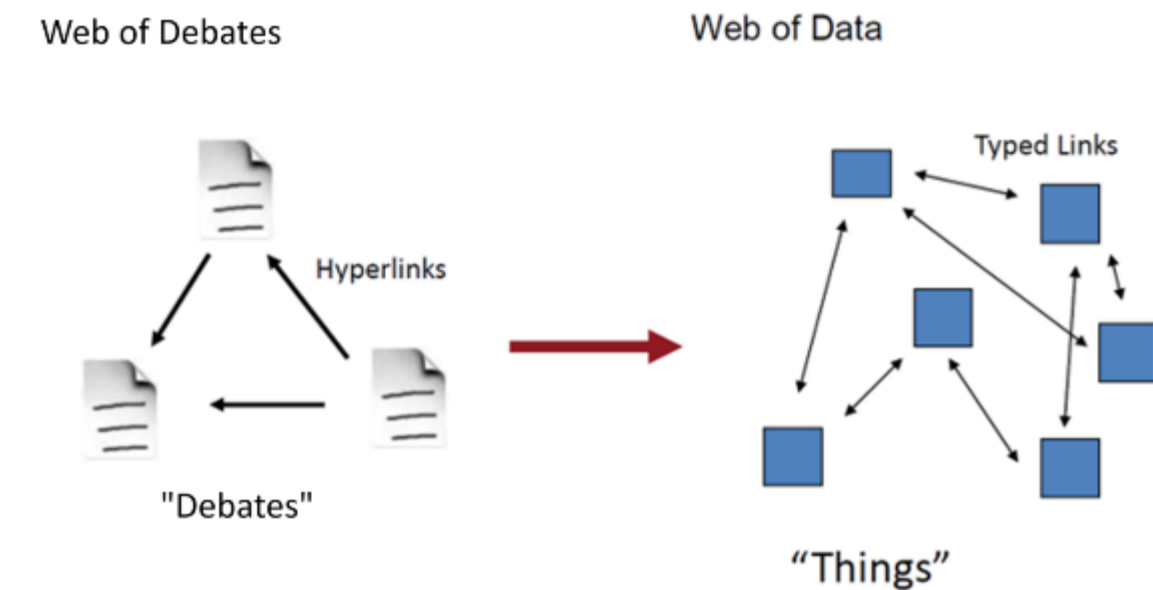 Web of Debates
Web of Data
Typed Links
Hyperlinks
"Debates"
“Things”